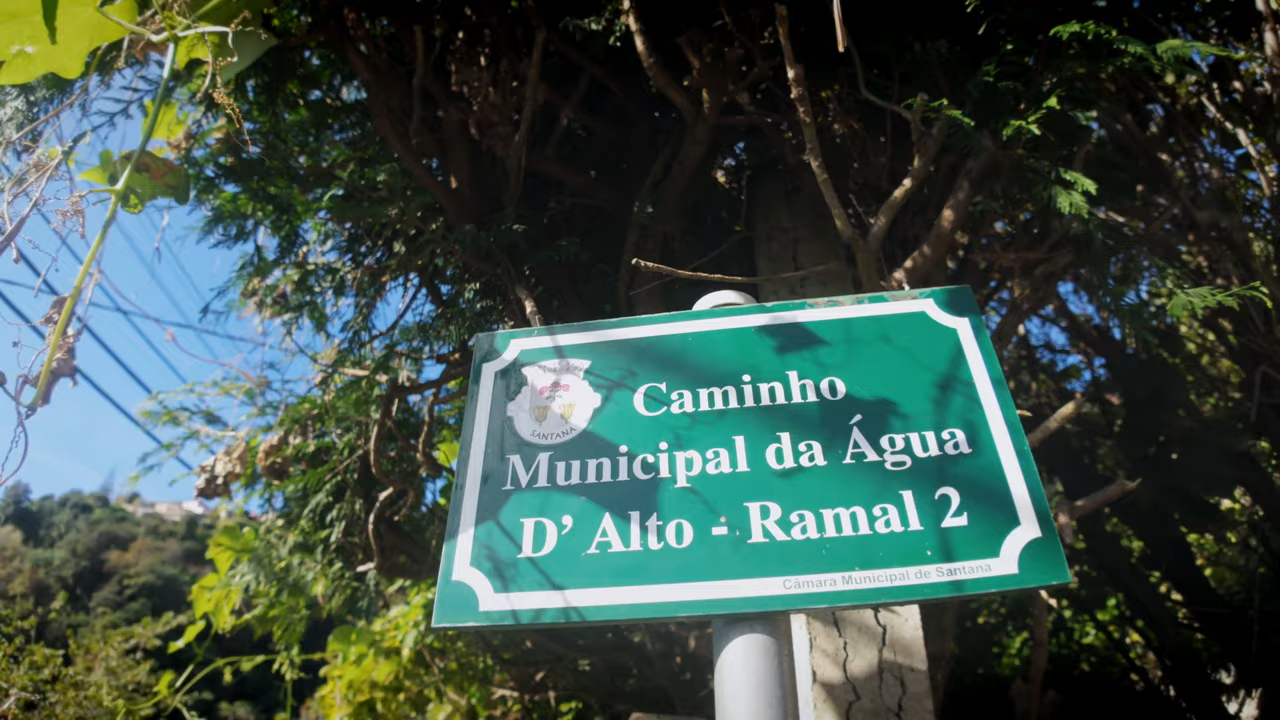 SANTANA
Caminho
Municipal da Água
D' Alto - Ramal 2
Câmara Municipal de Santana